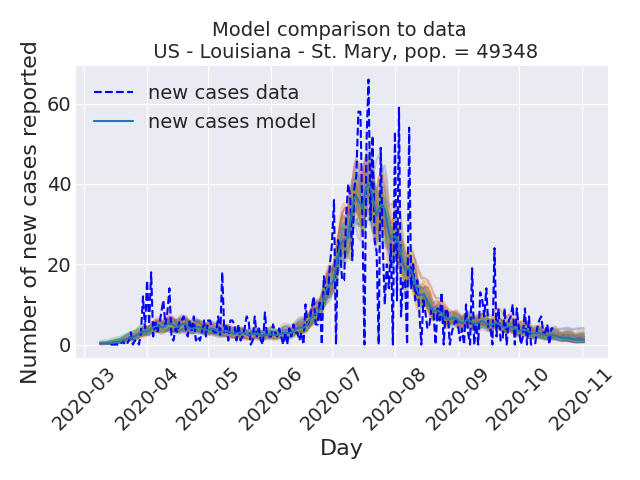 Model comparison to data
US - Louisiana - St. Mary, pop. = 49348
Number of new cases reported
60
40
20
0
new cases data
new cases model
2020-03
2020-04
2020-05
2020-06
2020-07
2020-08
2020-09
2020-10
2020-11
Day